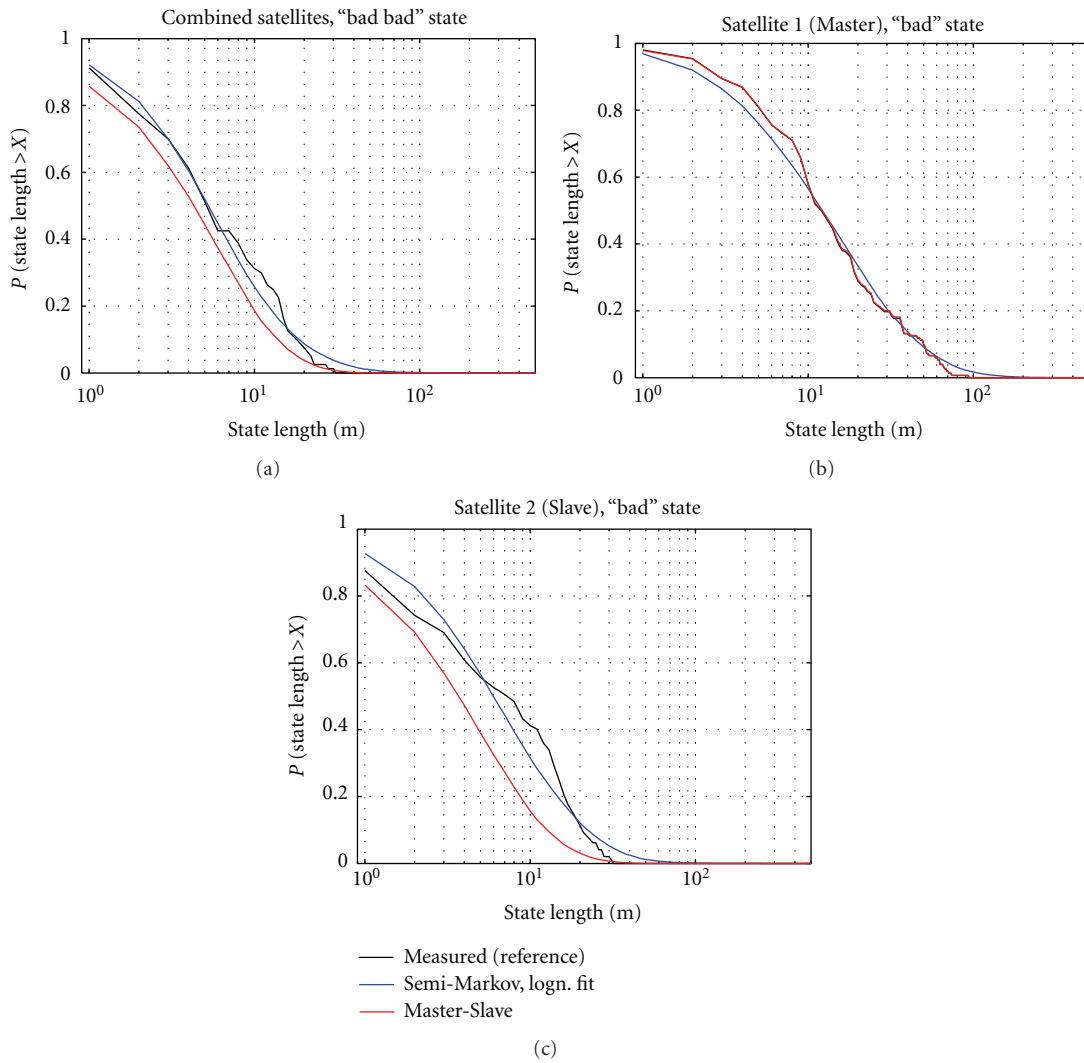 Combined satellites, “bad bad” state
1
0.8
0.6
0.4
0.2
0
P (state length > X)
10⁰
10¹
10²
State length (m)
(a)
Satellite 1 (Master), “bad” state
1
0.8
0.6
0.4
0.2
0
P (state length > X)
10⁰
10¹
10²
State length (m)
(b)
Satellite 2 (Slave), “bad” state
1
0.8
0.6
0.4
0.2
0
P (state length > X)
10⁰
10¹
10²
State length (m)
Measured (reference)
Semi-Markov, logn. fit
Master-Slave
(c)